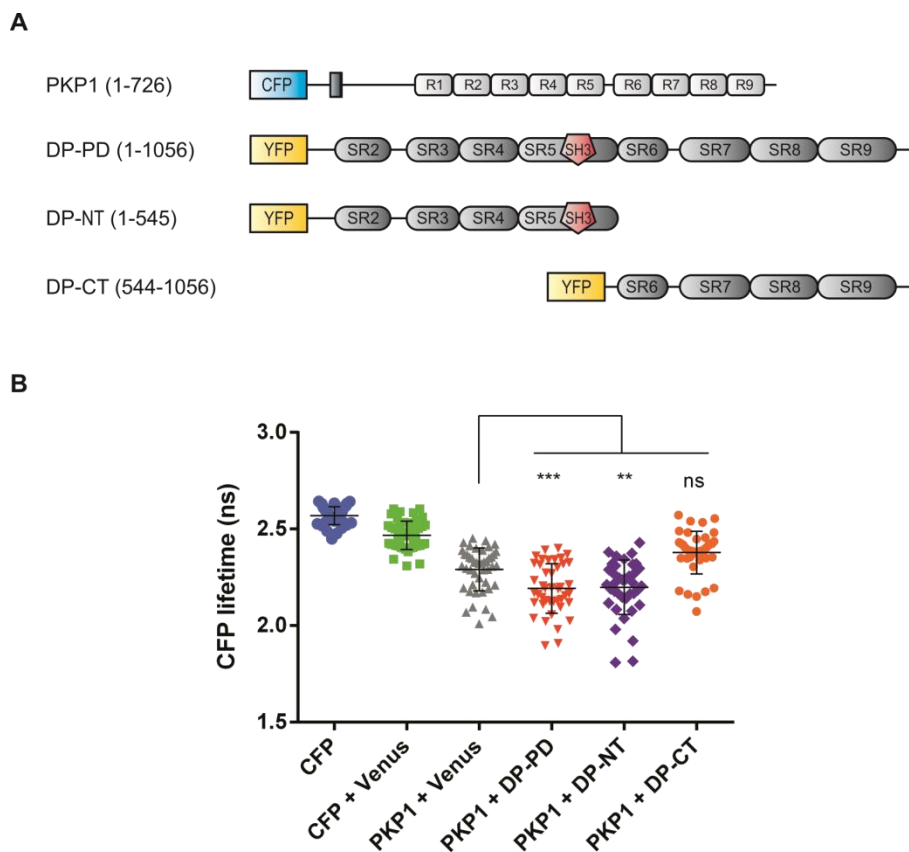 A
PKP1 (1-726) CFP R1 R2 R3 R4 R5 R6 R7 R8 R9
DP-PD (1-1056) YFP SR2 SR3 SR4 SR5 SH3 SR6 SR7 SR8 SR9
DP-NT (1-545) YFP SR2 SR3 SR4 SR5 SH3
DP-CT (544-1056) YFP SR6 SR7 SR8 SR9
B
CFP lifetime (ns)
3.0
2.5
2.0
1.5
*** ** ns
CFP
CFP + Venus
PKP1 + Venus
PKP1 + DP-PD
PKP1 + DP-NT
PKP1 + DP-CT